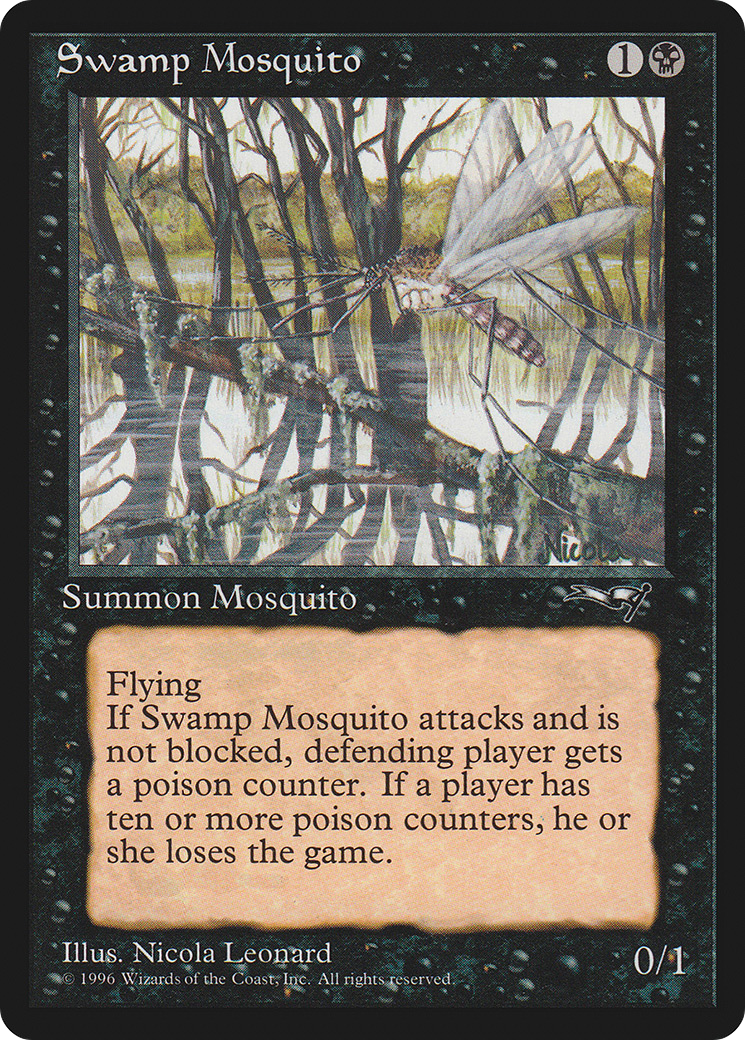 Swamp Mosquito 1
Nicola
Summon Mosquito
Flying
If Swamp Mosquito attacks and is
not blocked, defending player gets
a poison counter. If a player has
ten or more poison counters, he or
she loses the game.
Illus. Nicola Leonard
© 1996 Wizards of the Coast, Inc. All rights reserved.
0/1